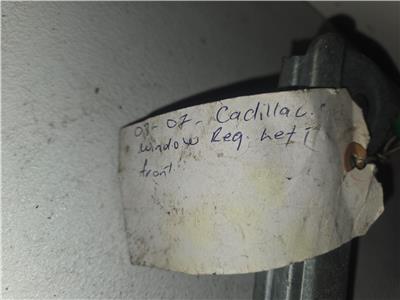 03-07- Cadillac.
window Reg. Left
front